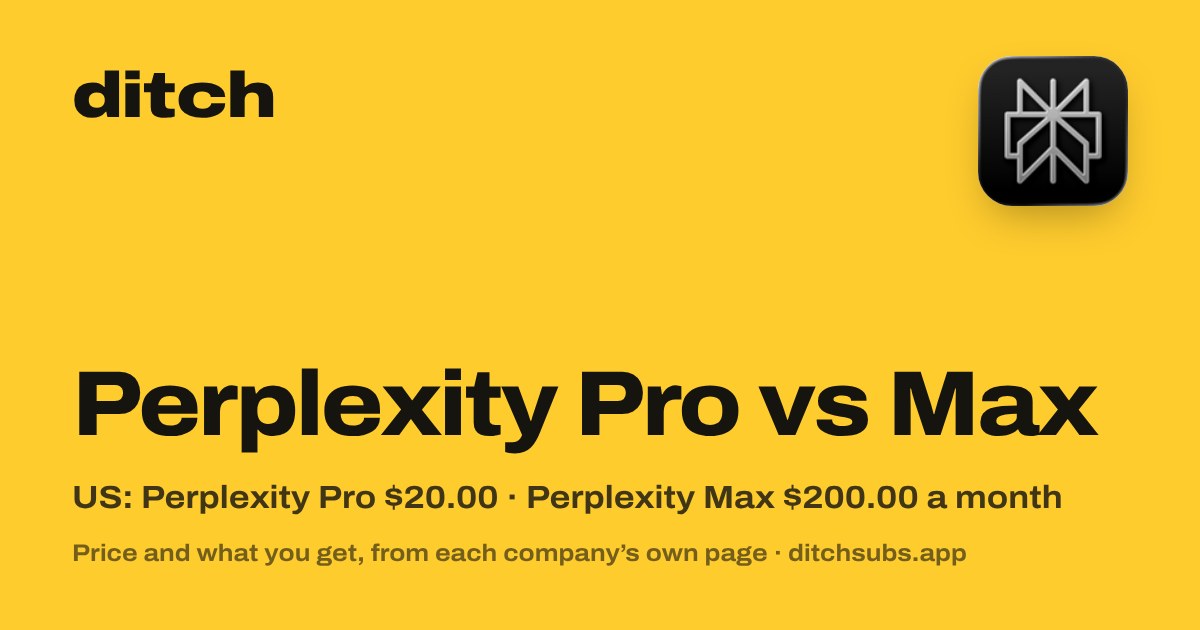 ditch
Perplexity Pro vs Max
US: Perplexity Pro $20.00 · Perplexity Max $200.00 a month
Price and what you get, from each company’s own page · ditchsubs.app